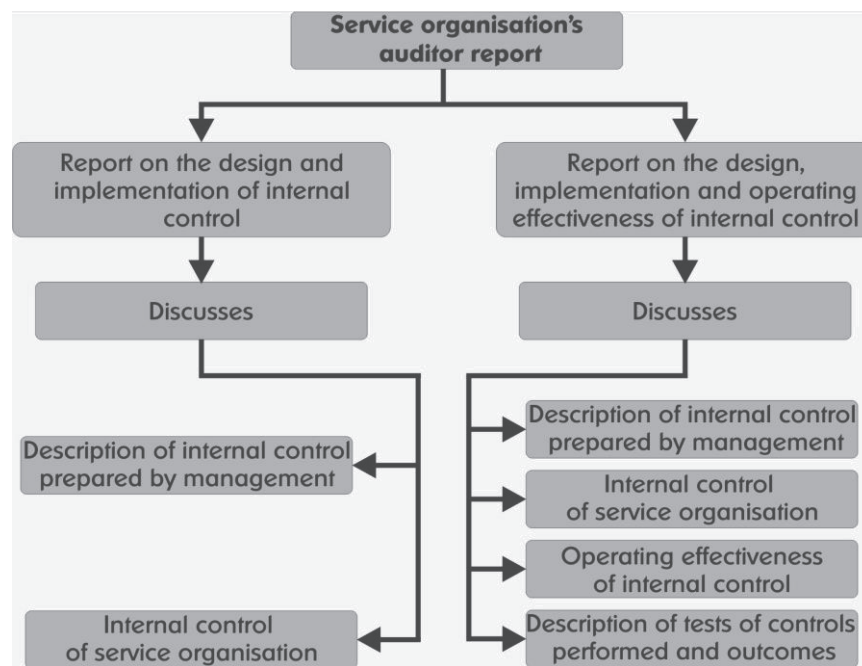 Service organisation's
auditor report
Report on the design and
implementation of internal
control
Report on the design,
implementation and operating
effectiveness of internal control
Discusses
Discusses
Description of internal control
prepared by management
Internal control
of service organisation
Description of internal control
prepared by management
Internal control
of service organisation
Operating effectiveness
of internal control
Description of tests of controls
performed and outcomes